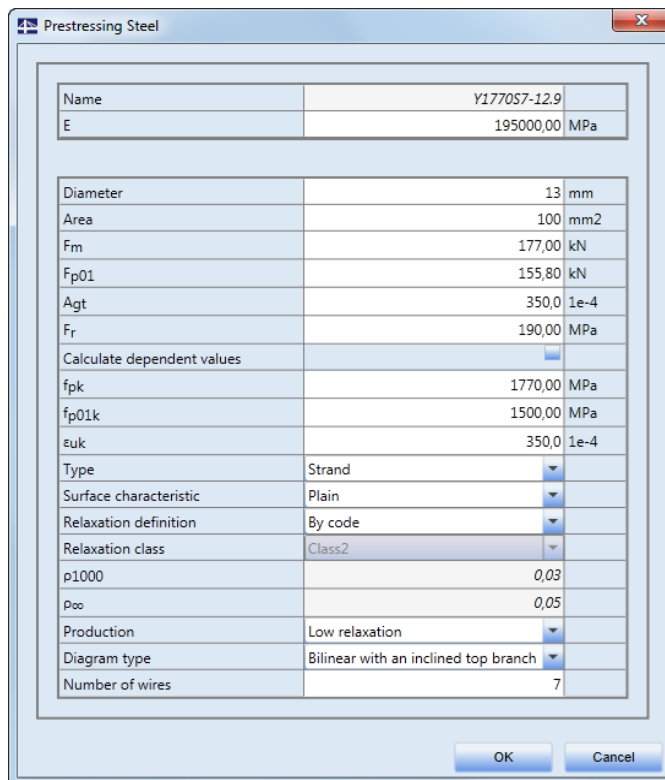 Prestressing Steel
Name Y1770S7-12.9
E 195000,00 MPa
Diameter 13 mm
Area 100 mm2
Fm 177,00 kN
Fp01 155,80 kN
Agt 350,0 1e-4
Fr 190,00 MPa
Calculate dependent values
fpk 1770,00 MPa
fp01k 1500,00 MPa
εuk 350,0 1e-4
Type Strand
Surface characteristic Plain
Relaxation definition By code
Relaxation class Class2
ρ1000 0,03
ρ∞ 0,05
Production Low relaxation
Diagram type Bilinear with an inclined top branch
Number of wires 7
OK Cancel